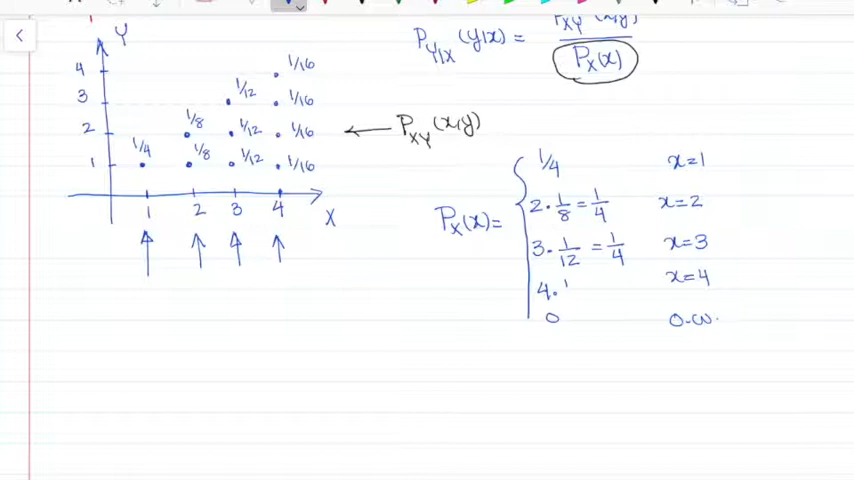 P_{Y|X}(y|x) = P_{XY}(x,y) / P_X(x)
Y
4 1/16
3 1/12 1/16
2 1/8 1/12 1/16
1 1/4 1/8 1/12 1/16
1 2 3 4 X
← P_{XY}(x,y)
P_X(x) =
1/4 x=1
2·1/8 = 1/4 x=2
3·1/12 = 1/4 x=3
4·1 x=4
0 o.w.